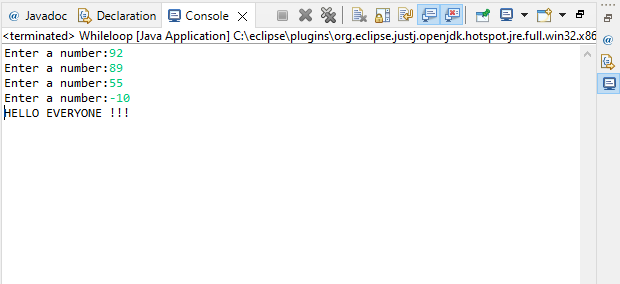 @ Javadoc Declaration Console
<terminated> Whileloop [Java Application] C:\eclipse\plugins\org.eclipse.justj.openjdk.hotspot.jre.full.win32.x86
Enter a number:92
Enter a number:89
Enter a number:55
Enter a number:-10
HELLO EVERYONE !!!
@